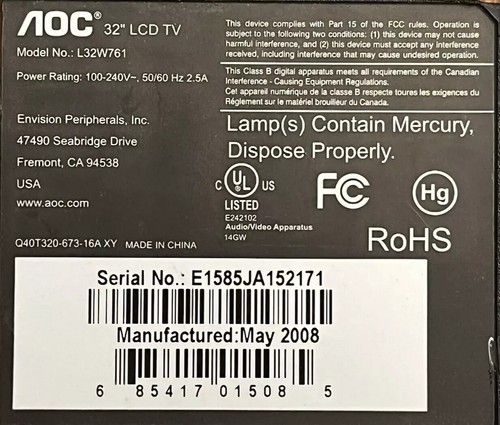 AOC 32" LCD TV
Model No.: L32W761
Power Rating: 100-240V~, 50/60 Hz 2.5A
Envision Peripherals, Inc.
47490 Seabridge Drive
Fremont, CA 94538
USA
www.aoc.com
Q40T320-673-16A XY MADE IN CHINA
This device complies with Part 15 of the FCC rules. Operation is
subject to the following two conditions: (1) this device may not cause
harmful interference, and (2) this device must accept any interference
received, including interference that may cause undesired operation.
This Class B digital apparatus meets all requirements of the Canadian
Interference - Causing Equipment Regulations.
Cet apareil numérique de la classe B respecte toures les exigences du
Réglement sur le matériel brouilleur du Canada.
Lamp(s) Contain Mercury,
Dispose Properly.
C UL US
LISTED
E242102
Audio/Video Apparatus
14GW
FC
Hg
RoHS
Serial No.: E1585JA152171
Manufactured:May 2008
6 85417 01508 5